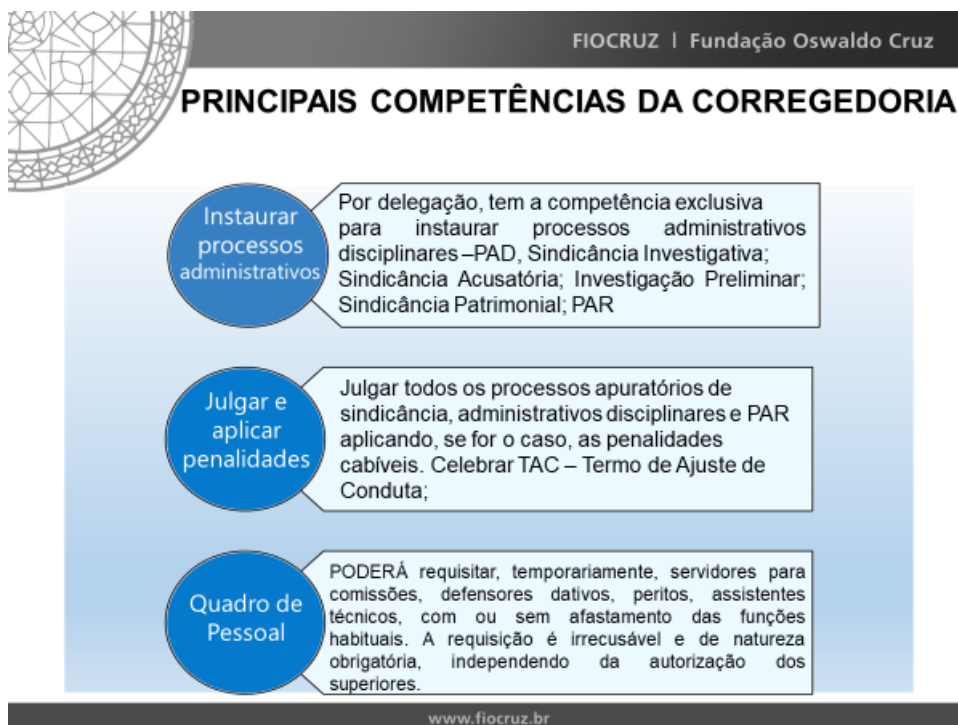 FIOCRUZ | Fundação Oswaldo Cruz
PRINCIPAIS COMPETÊNCIAS DA CORREGEDORIA
Instaurar
processos
administrativos
Por delegação, tem a competência exclusiva
para instaurar processos administrativos
disciplinares –PAD, Sindicância Investigativa;
Sindicância Acusatória; Investigação Preliminar;
Sindicância Patrimonial; PAR
Julgar e
aplicar
penalidades
Julgar todos os processos apuratórios de
sindicância, administrativos disciplinares e PAR
aplicando, se for o caso, as penalidades
cabíveis. Celebrar TAC – Termo de Ajuste de
Conduta;
Quadro de
Pessoal
PODERÁ requisitar, temporariamente, servidores para
comissões, defensores dativos, peritos, assistentes
técnicos, com ou sem afastamento das funções
habituais. A requisição é irrecusável e de natureza
obrigatória, independendo da autorização dos
superiores.
www.fiocruz.br